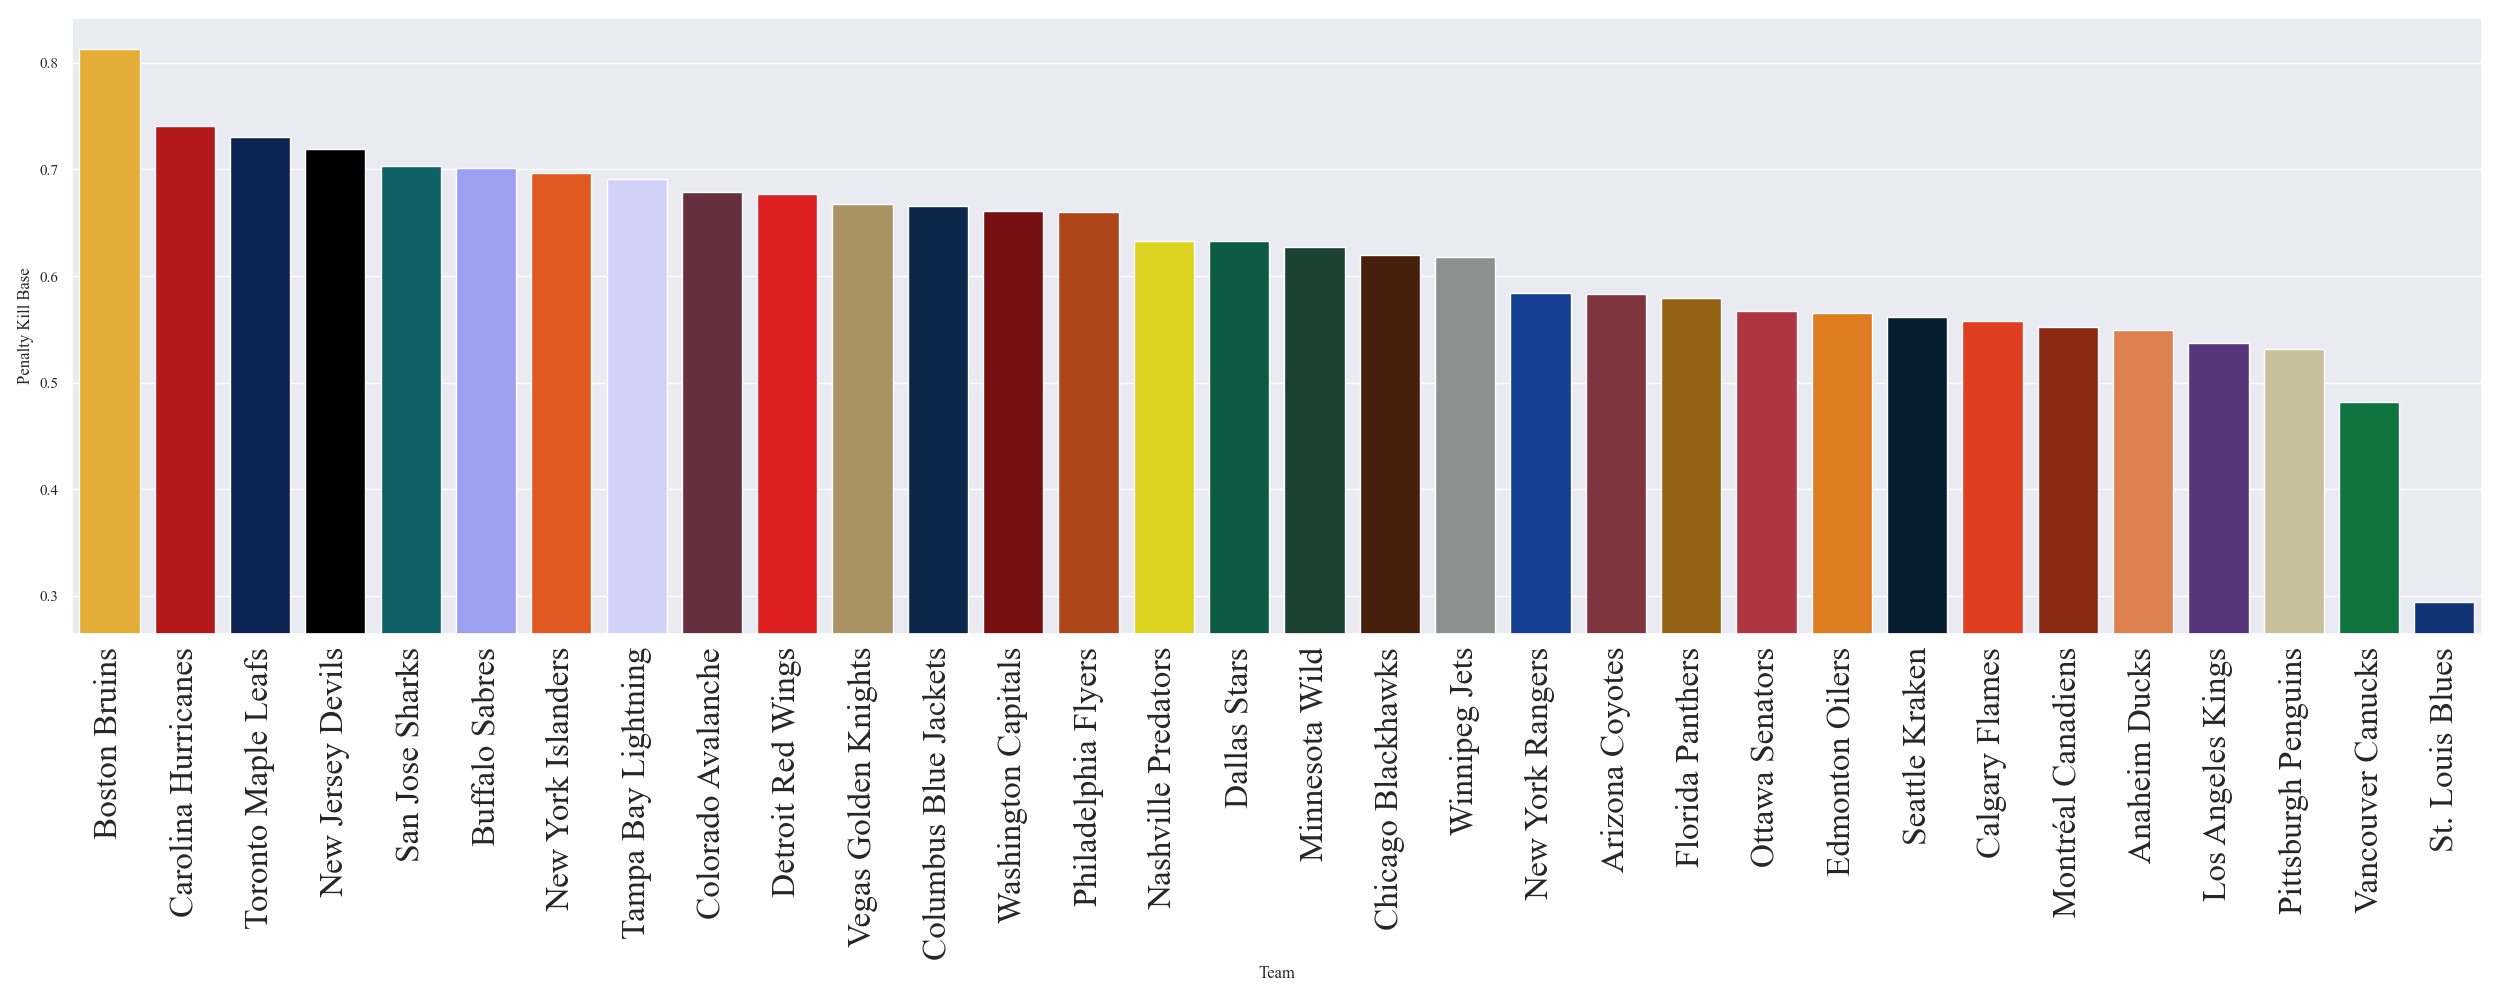 0.8
0.7
0.6
0.5
0.4
0.3
Penalty Kill Base
Boston Bruins
Carolina Hurricanes
Toronto Maple Leafs
New Jersey Devils
San Jose Sharks
Buffalo Sabres
New York Islanders
Tampa Bay Lightning
Colorado Avalanche
Detroit Red Wings
Vegas Golden Knights
Columbus Blue Jackets
Washington Capitals
Philadelphia Flyers
Nashville Predators
Dallas Stars
Minnesota Wild
Chicago Blackhawks
Winnipeg Jets
New York Rangers
Arizona Coyotes
Florida Panthers
Ottawa Senators
Edmonton Oilers
Seattle Kraken
Calgary Flames
Montréal Canadiens
Anaheim Ducks
Los Angeles Kings
Pittsburgh Penguins
Vancouver Canucks
St. Louis Blues
Team